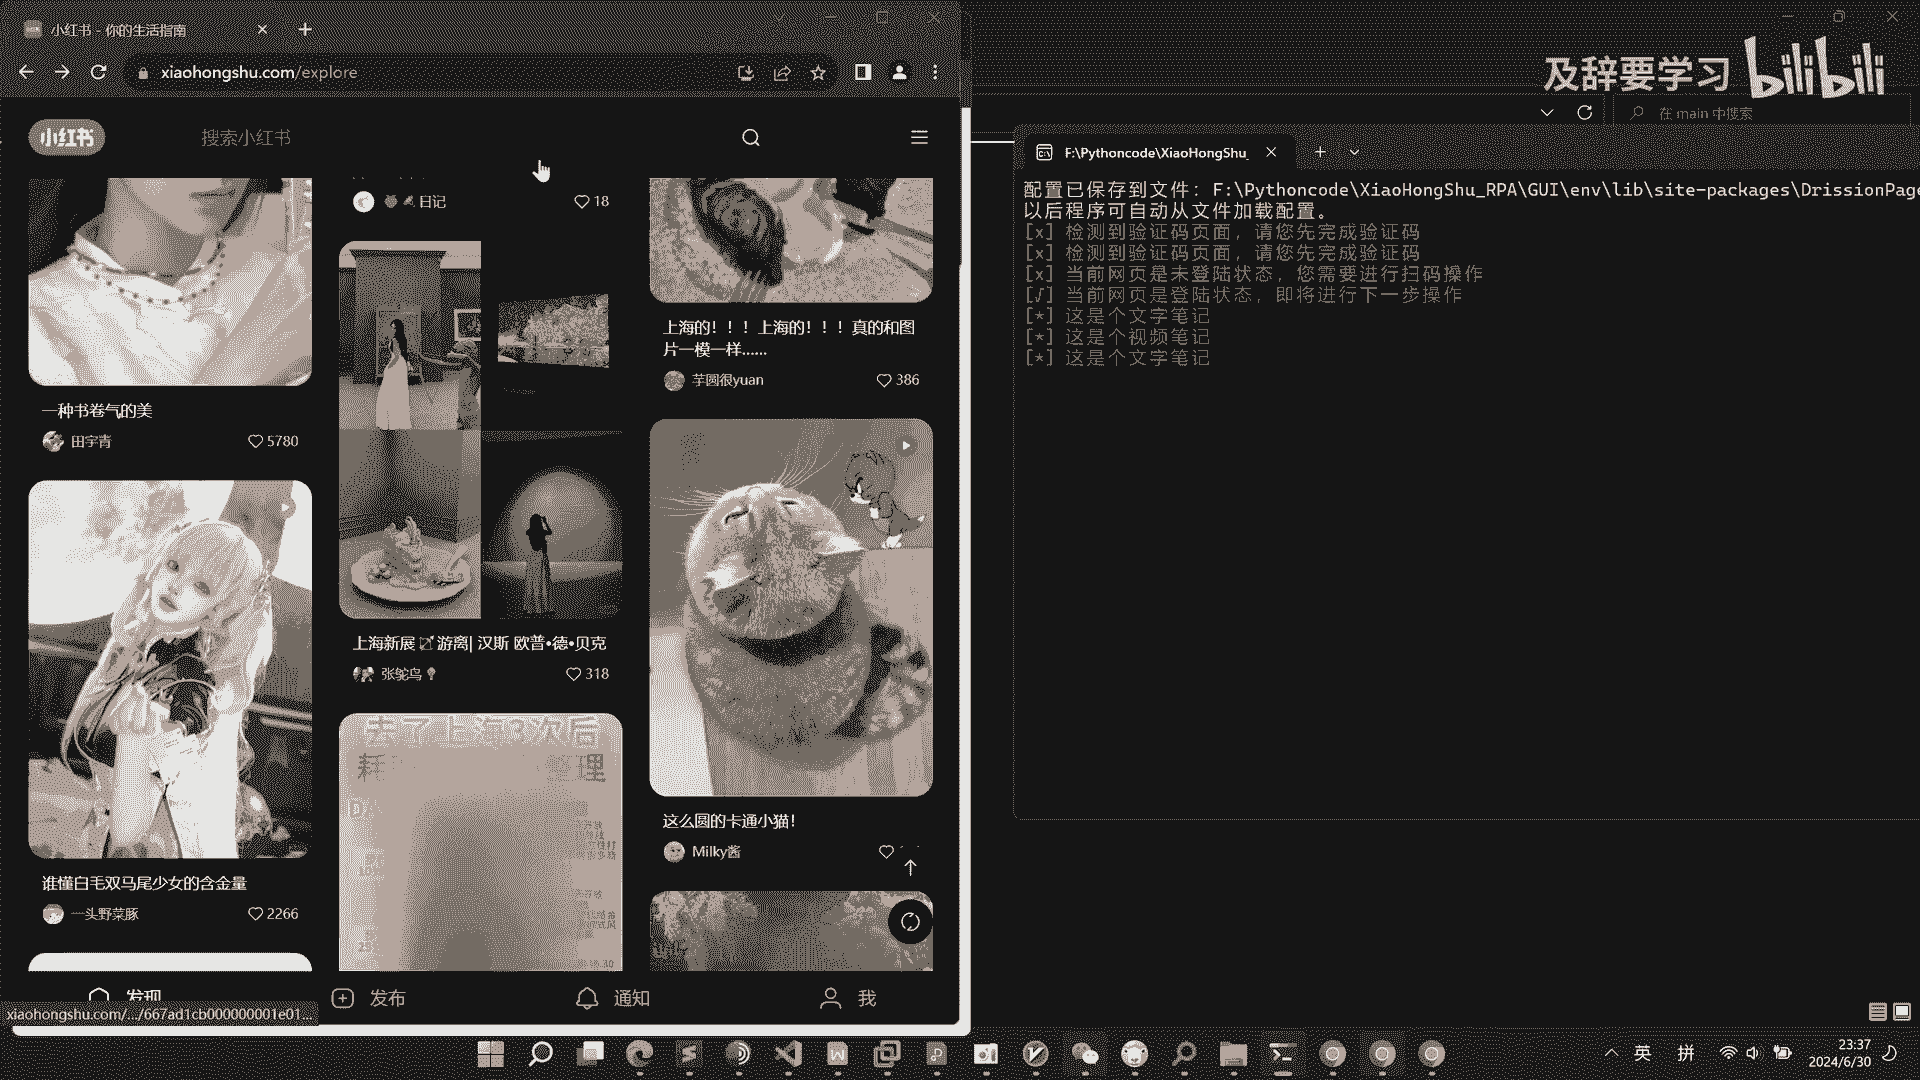 小红书 - 你的生活指南
xiaohongshu.com/explore
及辞要学习 bilibili
在 main 中搜索
小红书
搜索小红书
日记
18
一种书卷气的美
田宇青
5780
谁懂白毛双马尾少女的含金量
一头野菜豚
2266
上海新展 游离| 汉斯 欧普•德•贝克
张鸵鸟
318
去了上海3次后
上海的！！！上海的！！！真的和图
片一模一样......
芋圆很yuan
386
这么圆的卡通小猫！
Milky酱
发现
发布
通知
我
xiaohongshu.com/.../667ad1cb000000001e01...
F:\Pythoncode\XiaoHongShu_
配置已保存到文件：F:\Pythoncode\XiaoHongShu_RPA\GUI\env\lib\site-packages\DrissionPage
以后程序可自动从文件加载配置。
[x] 检测到验证码页面，请您先完成验证码
[x] 检测到验证码页面，请您先完成验证码
[x] 当前网页是未登陆状态，您需要进行扫码操作
[√] 当前网页是登陆状态，即将进行下一步操作
[*] 这是个文字笔记
[*] 这是个视频笔记
[*] 这是个文字笔记
英
拼
23:37
2024/6/30